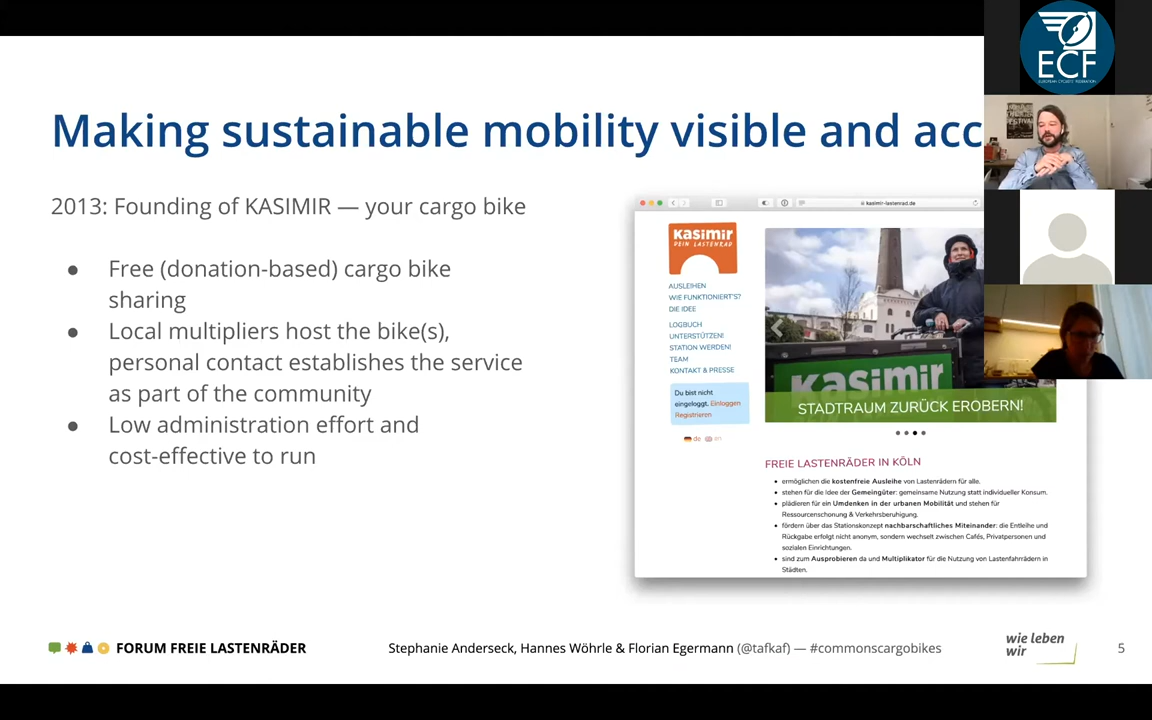 ECF
EUROPEAN CYCLISTS' FEDERATION
Making sustainable mobility visible and acc
2013: Founding of KASIMIR — your cargo bike
● Free (donation-based) cargo bike
sharing
● Local multipliers host the bike(s),
personal contact establishes the service
as part of the community
● Low administration effort and
cost-effective to run
kasimir-lastenrad.de
kasimir
DEIN LASTENRAD
AUSLEIHEN
WIE FUNKTIONIERT'S?
DIE IDEE
LOGBUCH
UNTERSTÜTZEN!
STATION WERDEN!
TEAM
KONTAKT & PRESSE
Du bist nicht
eingeloggt. Einloggen
Registrieren
de en
kasimir
STADTRAUM ZURÜCK EROBERN!
FREIE LASTENRÄDER IN KÖLN
• ermöglichen die kostenfreie Ausleihe von Lastenrädern für alle.
• stehen für die Idee der Gemeingüter: gemeinsame Nutzung statt individueller Konsum.
• plädieren für ein Umdenken in der urbanen Mobilität und stehen für
Ressourcenschonung & Verkehrsberuhigung.
• fördern über das Stationskonzept nachbarschaftliches Miteinander: die Entleihe und
Rückgabe erfolgt nicht anonym, sondern wechselt zwischen Cafés, Privatpersonen und
sozialen Einrichtungen.
• sind zum Ausprobieren da und Multiplikator für die Nutzung von Lastenfahrrädern in
Städten.
FORUM FREIE LASTENRÄDER
Stephanie Anderseck, Hannes Wöhrle & Florian Egermann (@tafkaf) — #commonscargobikes
wie leben
wir
5